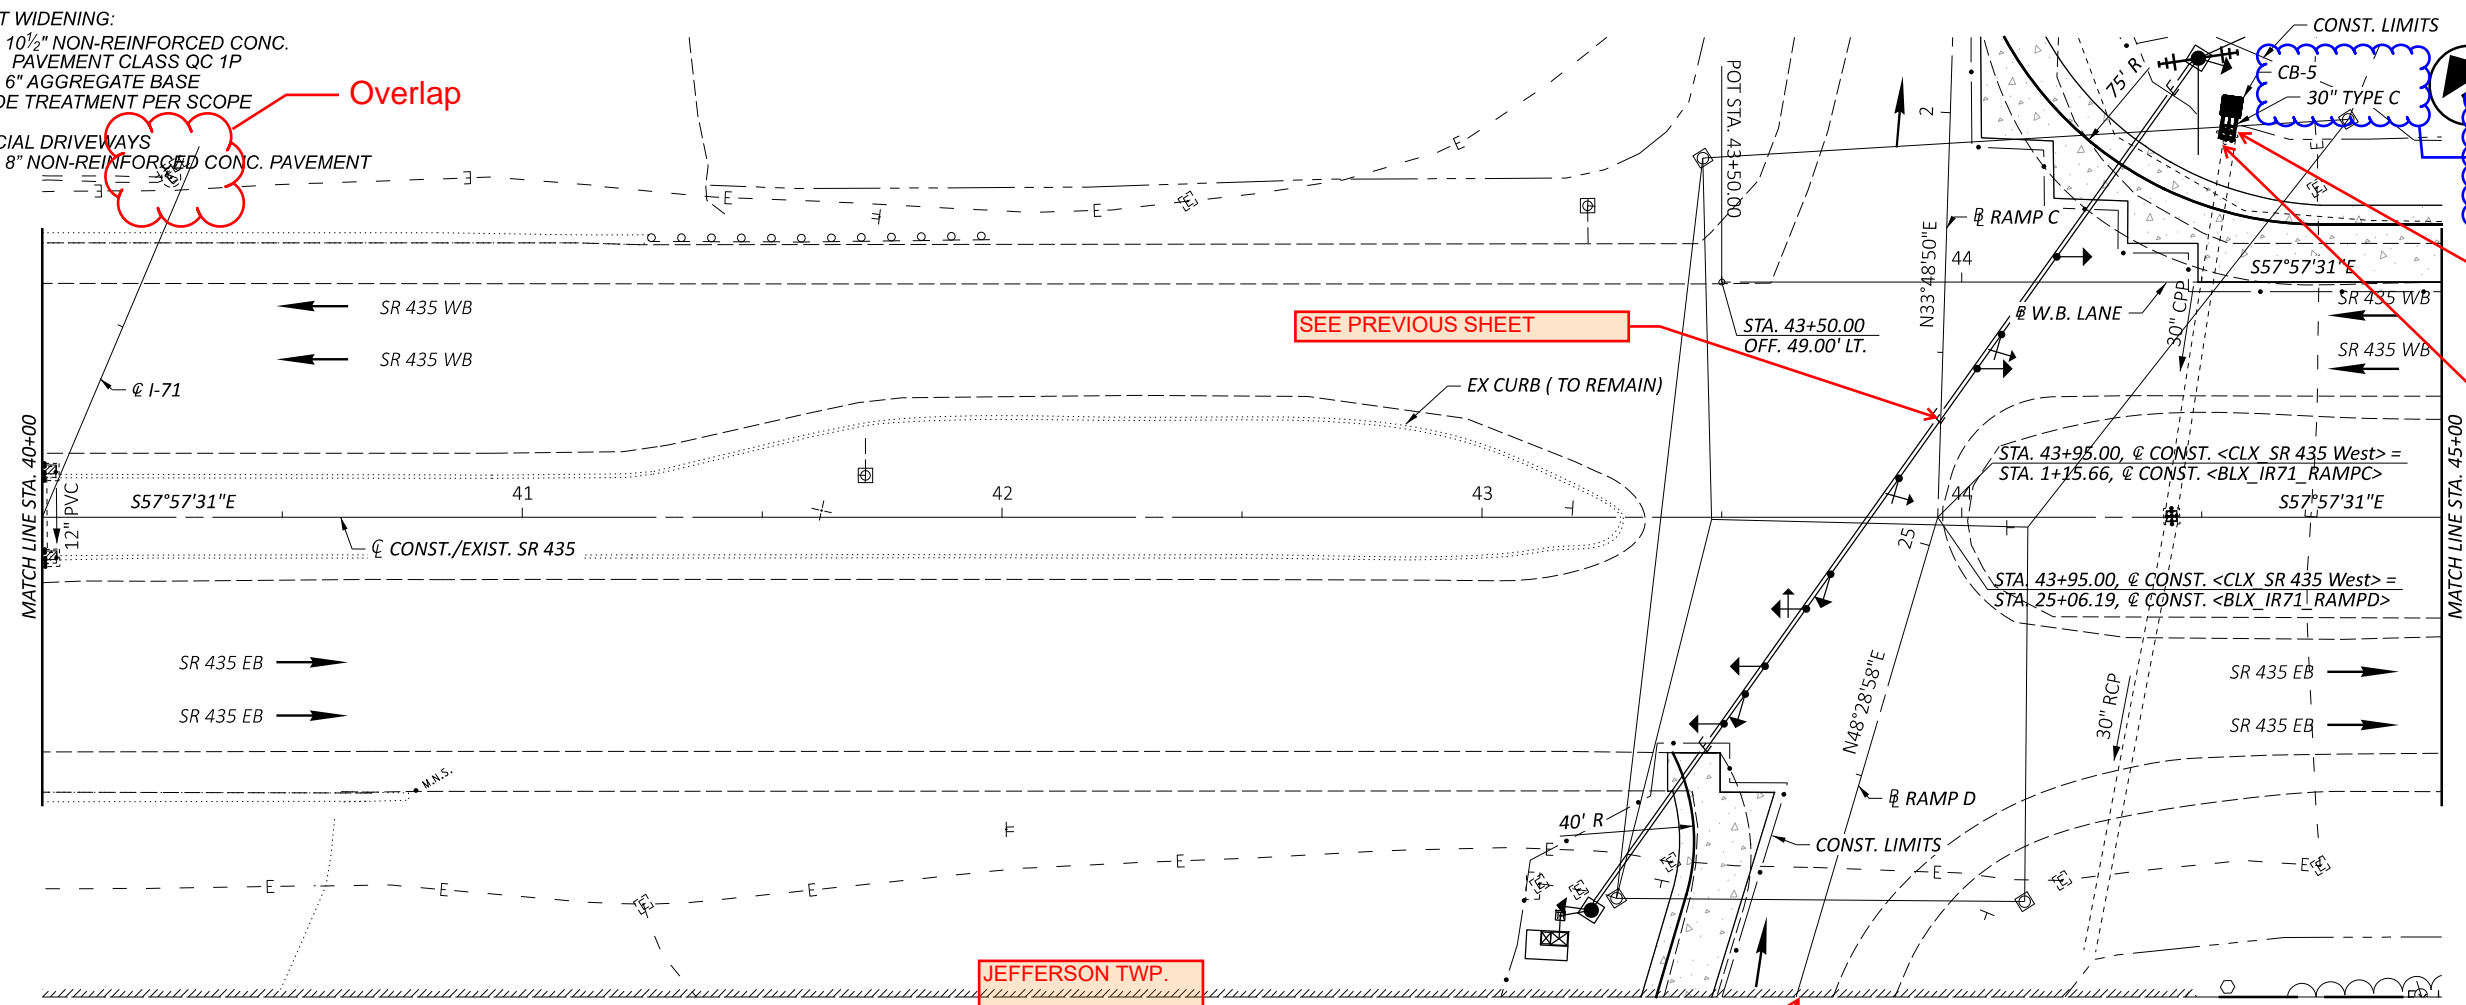 T WIDENING:
10½" NON-REINFORCED CONC.
PAVEMENT CLASS QC 1P
6" AGGREGATE BASE
DE TREATMENT PER SCOPE
CIAL DRIVEWAYS
8" NON-REINFORCED CONC. PAVEMENT
Overlap
CONST. LIMITS
CB-5
30" TYPE C
75' R
POT STA. 43+50.00
2
℄ RAMP C
N33°48'50"E
44
S57°57'31"E
SR 435 WB
SR 435 WB
SR 435 WB
SR 435 WB
SEE PREVIOUS SHEET
STA. 43+50.00
OFF. 49.00' LT.
℄ W.B. LANE
30" CPP
℄ I-71
EX CURB ( TO REMAIN)
MATCH LINE STA. 40+00
MATCH LINE STA. 45+00
STA. 43+95.00, ℄ CONST. <CLX_SR 435 West> =
STA. 1+15.66, ℄ CONST. <BLX_IR71_RAMPC>
S57°57'31"E
41
42
43
44
S57°57'31"E
12" PVC
℄ CONST./EXIST. SR 435
25
STA. 43+95.00, ℄ CONST. <CLX_SR 435 West> =
STA. 25+06.19, ℄ CONST. <BLX_IR71_RAMPD>
SR 435 EB
SR 435 EB
SR 435 EB
SR 435 EB
N48°28'58"E
30" RCP
M.N.S.
℄ RAMP D
40' R
CONST. LIMITS
JEFFERSON TWP.